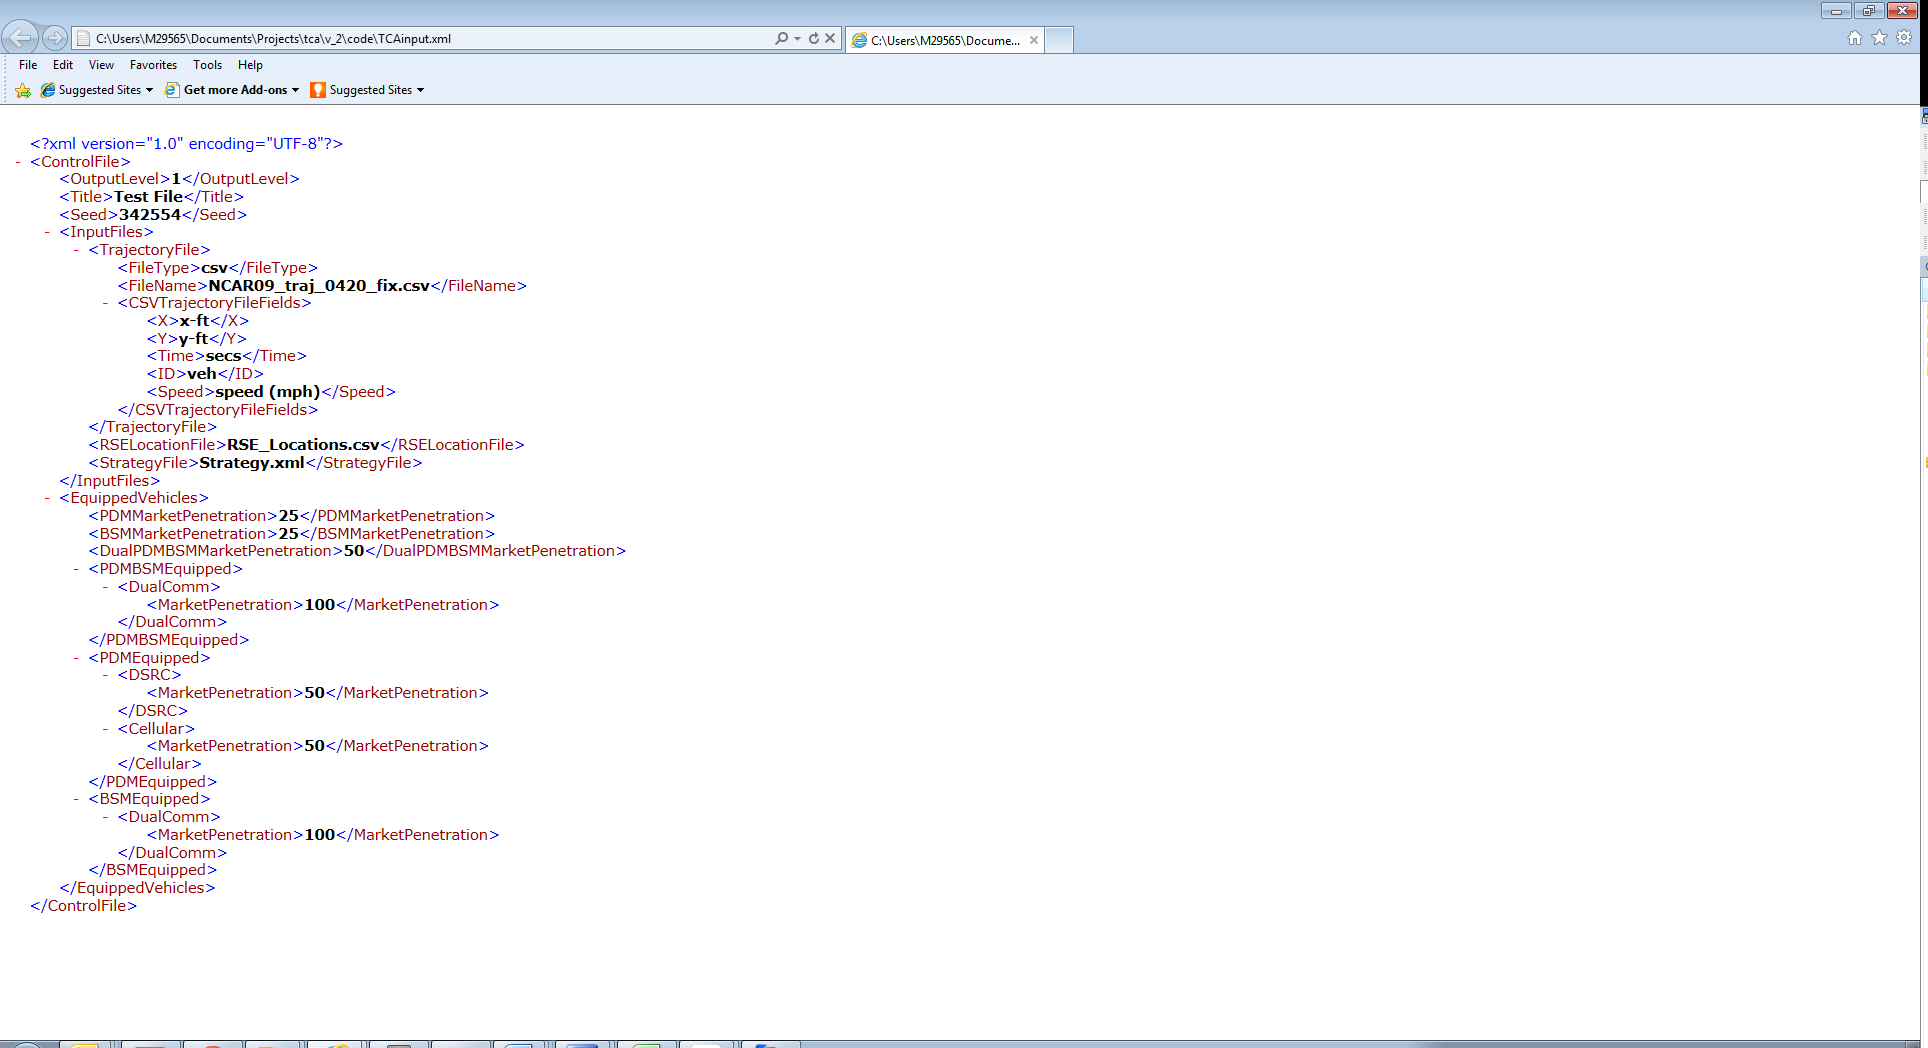 C:\Users\M29565\Documents\Projects\tca\v_2\code\TCAinput.xml
C:\Users\M29565\Docume...
File Edit View Favorites Tools Help
Suggested Sites Get more Add-ons Suggested Sites
<?xml version="1.0" encoding="UTF-8"?>
- <ControlFile>
<OutputLevel>1</OutputLevel>
<Title>Test File</Title>
<Seed>342554</Seed>
- <InputFiles>
- <TrajectoryFile>
<FileType>csv</FileType>
<FileName>NCAR09_traj_0420_fix.csv</FileName>
- <CSVTrajectoryFileFields>
<X>x-ft</X>
<Y>y-ft</Y>
<Time>secs</Time>
<ID>veh</ID>
<Speed>speed (mph)</Speed>
</CSVTrajectoryFileFields>
</TrajectoryFile>
<RSELocationFile>RSE_Locations.csv</RSELocationFile>
<StrategyFile>Strategy.xml</StrategyFile>
</InputFiles>
- <EquippedVehicles>
<PDMMarketPenetration>25</PDMMarketPenetration>
<BSMMarketPenetration>25</BSMMarketPenetration>
<DualPDMBSMMarketPenetration>50</DualPDMBSMMarketPenetration>
- <PDMBSMEquipped>
- <DualComm>
<MarketPenetration>100</MarketPenetration>
</DualComm>
</PDMBSMEquipped>
- <PDMEquipped>
- <DSRC>
<MarketPenetration>50</MarketPenetration>
</DSRC>
- <Cellular>
<MarketPenetration>50</MarketPenetration>
</Cellular>
</PDMEquipped>
- <BSMEquipped>
- <DualComm>
<MarketPenetration>100</MarketPenetration>
</DualComm>
</BSMEquipped>
</EquippedVehicles>
</ControlFile>